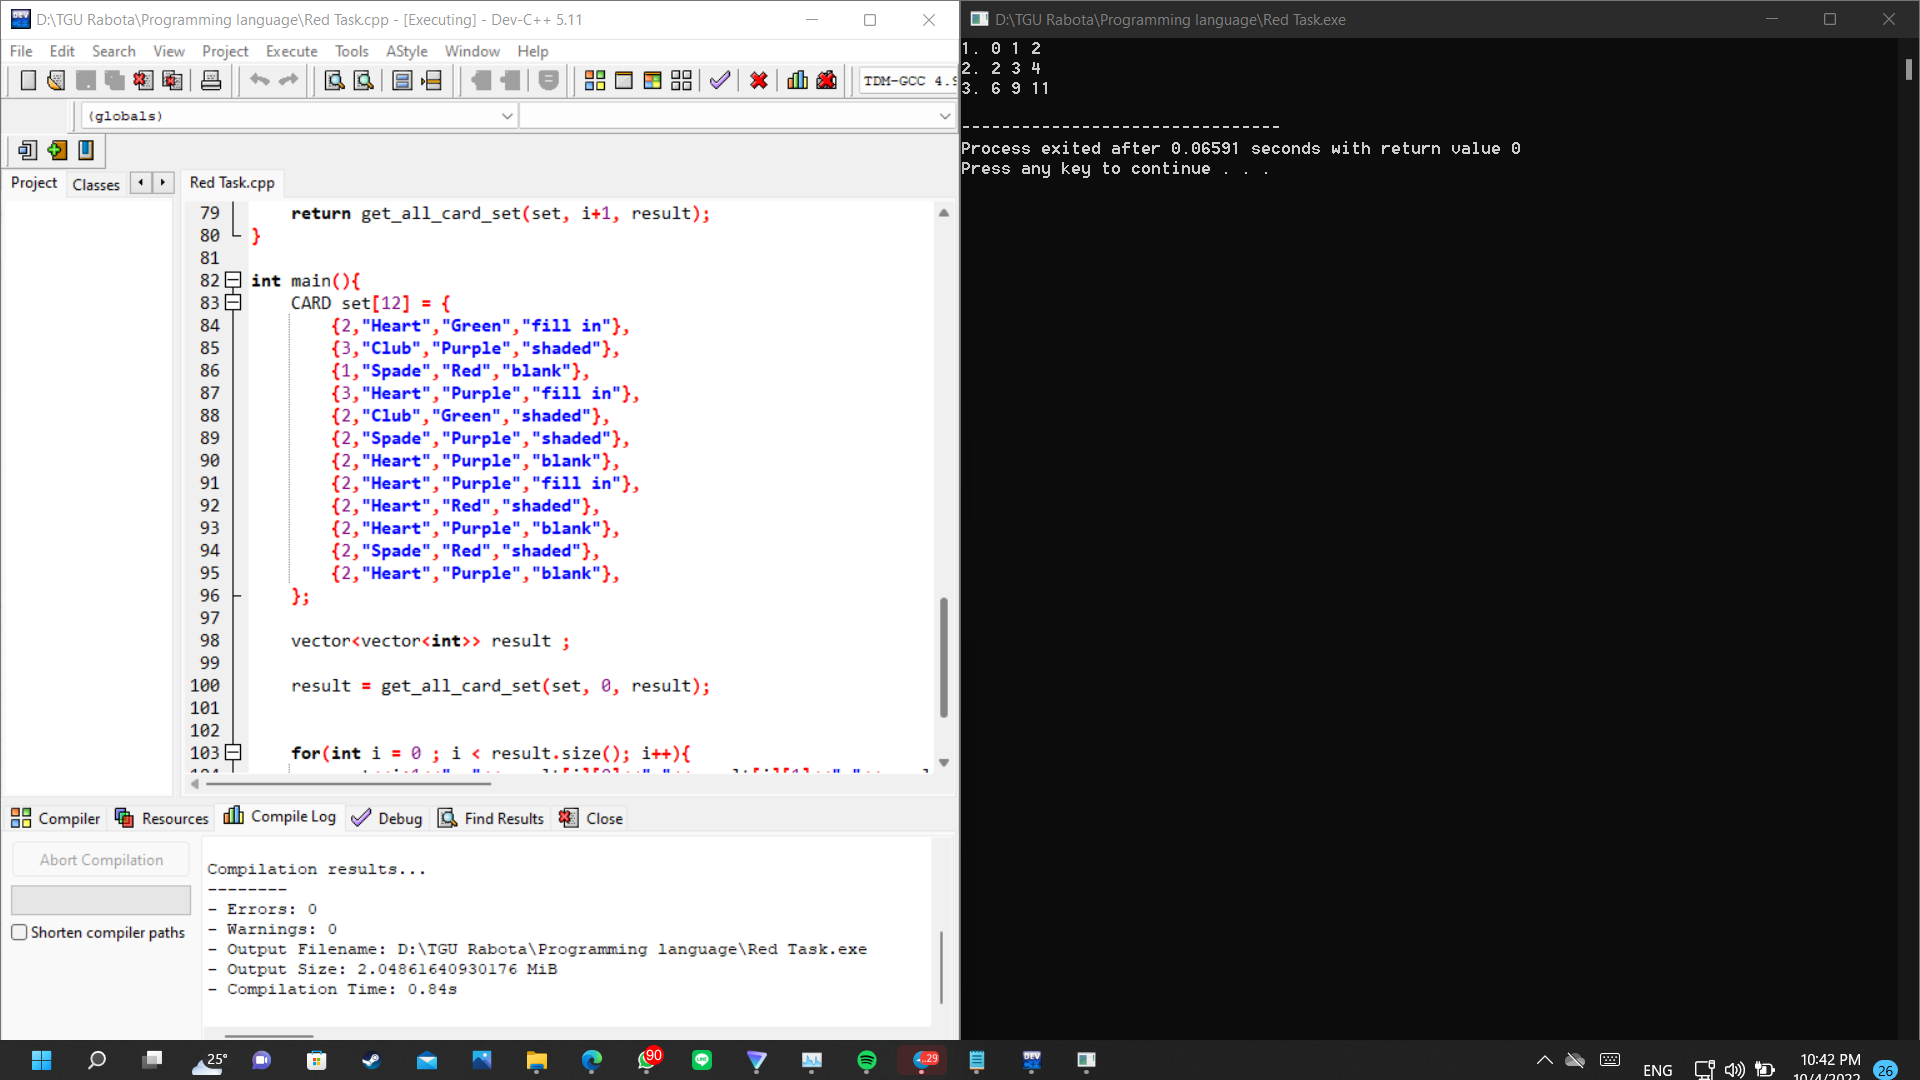 D:\TGU Rabota\Programming language\Red Task.cpp - [Executing] - Dev-C++ 5.11
File Edit Search View Project Execute Tools AStyle Window Help
TDM-GCC 4.9
(globals)
Project Classes Red Task.cpp
79 return get_all_card_set(set, i+1, result);
80 }
81
82 int main(){
83 CARD set[12] = {
84 {2,"Heart","Green","fill in"},
85 {3,"Club","Purple","shaded"},
86 {1,"Spade","Red","blank"},
87 {3,"Heart","Purple","fill in"},
88 {2,"Club","Green","shaded"},
89 {2,"Spade","Purple","shaded"},
90 {2,"Heart","Purple","blank"},
91 {2,"Heart","Purple","fill in"},
92 {2,"Heart","Red","shaded"},
93 {2,"Heart","Purple","blank"},
94 {2,"Spade","Red","shaded"},
95 {2,"Heart","Purple","blank"},
96 };
97
98 vector<vector<int>> result ;
99
100 result = get_all_card_set(set, 0, result);
101
102
103 for(int i = 0 ; i < result.size(); i++){
Compiler Resources Compile Log Debug Find Results Close
Abort Compilation
Shorten compiler paths
Compilation results...
--------
- Errors: 0
- Warnings: 0
- Output Filename: D:\TGU Rabota\Programming language\Red Task.exe
- Output Size: 2.04861640930176 MiB
- Compilation Time: 0.84s
D:\TGU Rabota\Programming language\Red Task.exe
1. 0 1 2
2. 2 3 4
3. 6 9 11
--------------------------------
Process exited after 0.06591 seconds with return value 0
Press any key to continue . . .
25°
90
29
ENG
10:42 PM
10/4/2022
26